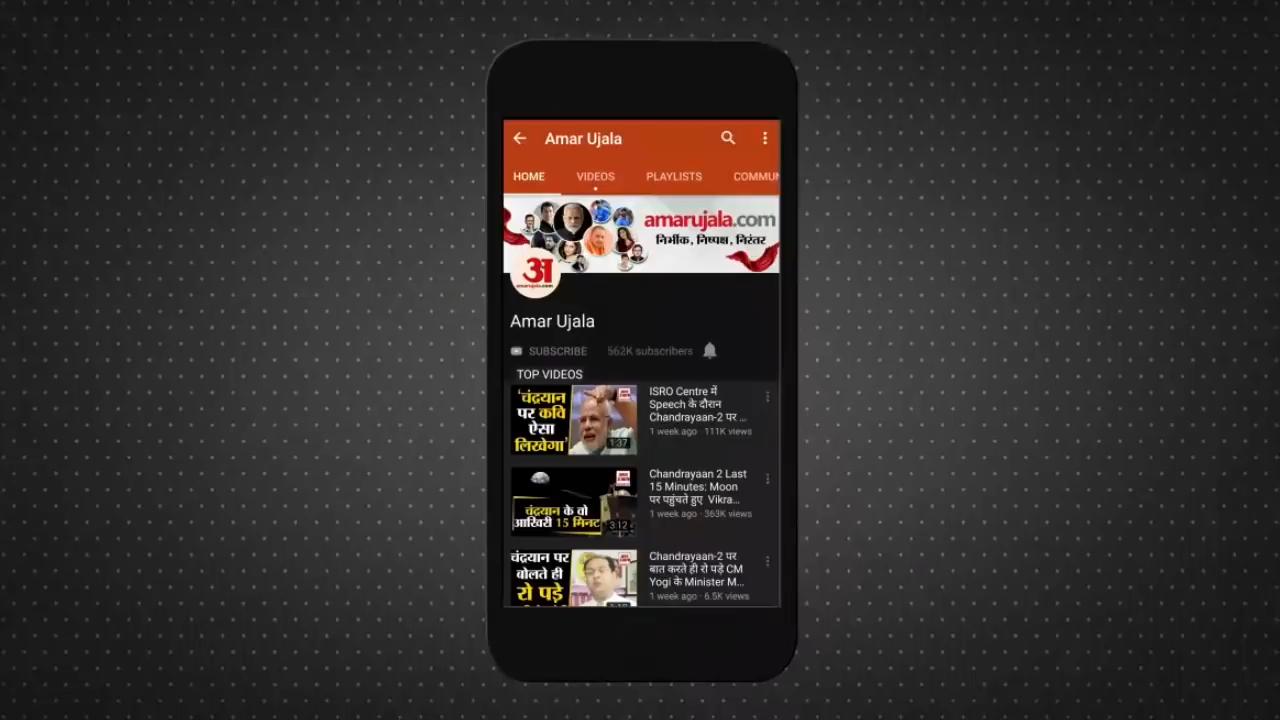 Amar Ujala
HOME VIDEOS PLAYLISTS COMMUN
amarujala.com
निर्भीक, निष्पक्ष, निरंतर
अ
amarujala.com
Amar Ujala
SUBSCRIBE 562K subscribers
TOP VIDEOS
'चंद्रयान
पर कवि
ऐसा
लिखेगा'
1:37
ISRO Centre में
Speech के दौरान
Chandrayaan-2 पर ...
1 week ago · 111K views
चंद्रयान के वो
आखिरी 15 मिनट
3:12
Chandrayaan 2 Last
15 Minutes: Moon
पर पहुंचते हुए Vikra...
1 week ago · 363K views
चंद्रयान पर
बोलते ही
रो पड़े
Chandrayaan-2 पर
बात करते ही रो पड़े CM
Yogi के Minister M...
1 week ago · 6.5K views